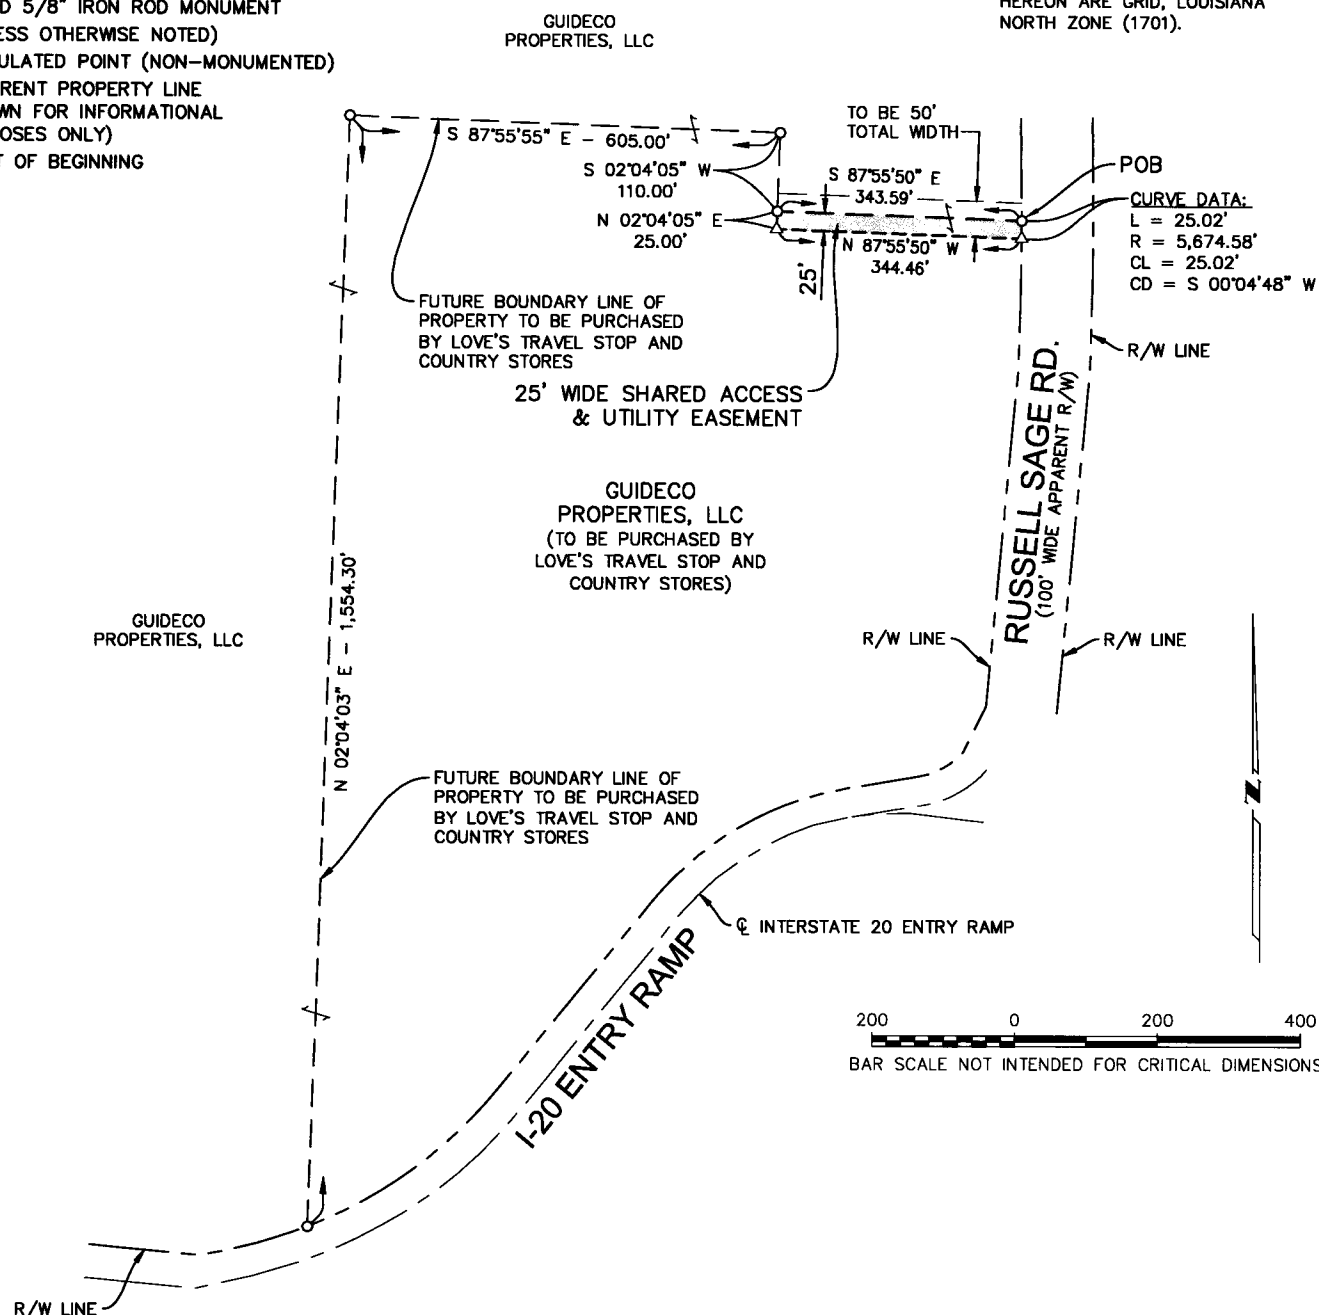 D 5/8" IRON ROD MONUMENT
ESS OTHERWISE NOTED)
ULATED POINT (NON-MONUMENTED)
RENT PROPERTY LINE
WN FOR INFORMATIONAL
OSES ONLY)
T OF BEGINNING
GUIDECO
PROPERTIES, LLC
HEREON ARE GRID, LOUISIANA
NORTH ZONE (1701).
S 87°55'55" E - 605.00'
S 02°04'05" W
110.00'
N 02°04'05" E
25.00'
TO BE 50'
TOTAL WIDTH
S 87°55'50" E
343.59'
N 87°55'50" W
344.46'
25'
POB
CURVE DATA:
L = 25.02'
R = 5,674.58'
CL = 25.02'
CD = S 00°04'48" W
FUTURE BOUNDARY LINE OF
PROPERTY TO BE PURCHASED
BY LOVE'S TRAVEL STOP AND
COUNTRY STORES
25' WIDE SHARED ACCESS
& UTILITY EASEMENT
R/W LINE
RUSSELL SAGE RD.
(100' WIDE APPARENT R/W)
GUIDECO
PROPERTIES, LLC
(TO BE PURCHASED BY
LOVE'S TRAVEL STOP AND
COUNTRY STORES)
GUIDECO
PROPERTIES, LLC
N 02°04'03" E - 1,554.30'
R/W LINE
R/W LINE
FUTURE BOUNDARY LINE OF
PROPERTY TO BE PURCHASED
BY LOVE'S TRAVEL STOP AND
COUNTRY STORES
N
℄ INTERSTATE 20 ENTRY RAMP
I-20 ENTRY RAMP
200 0 200 400
BAR SCALE NOT INTENDED FOR CRITICAL DIMENSIONS
R/W LINE